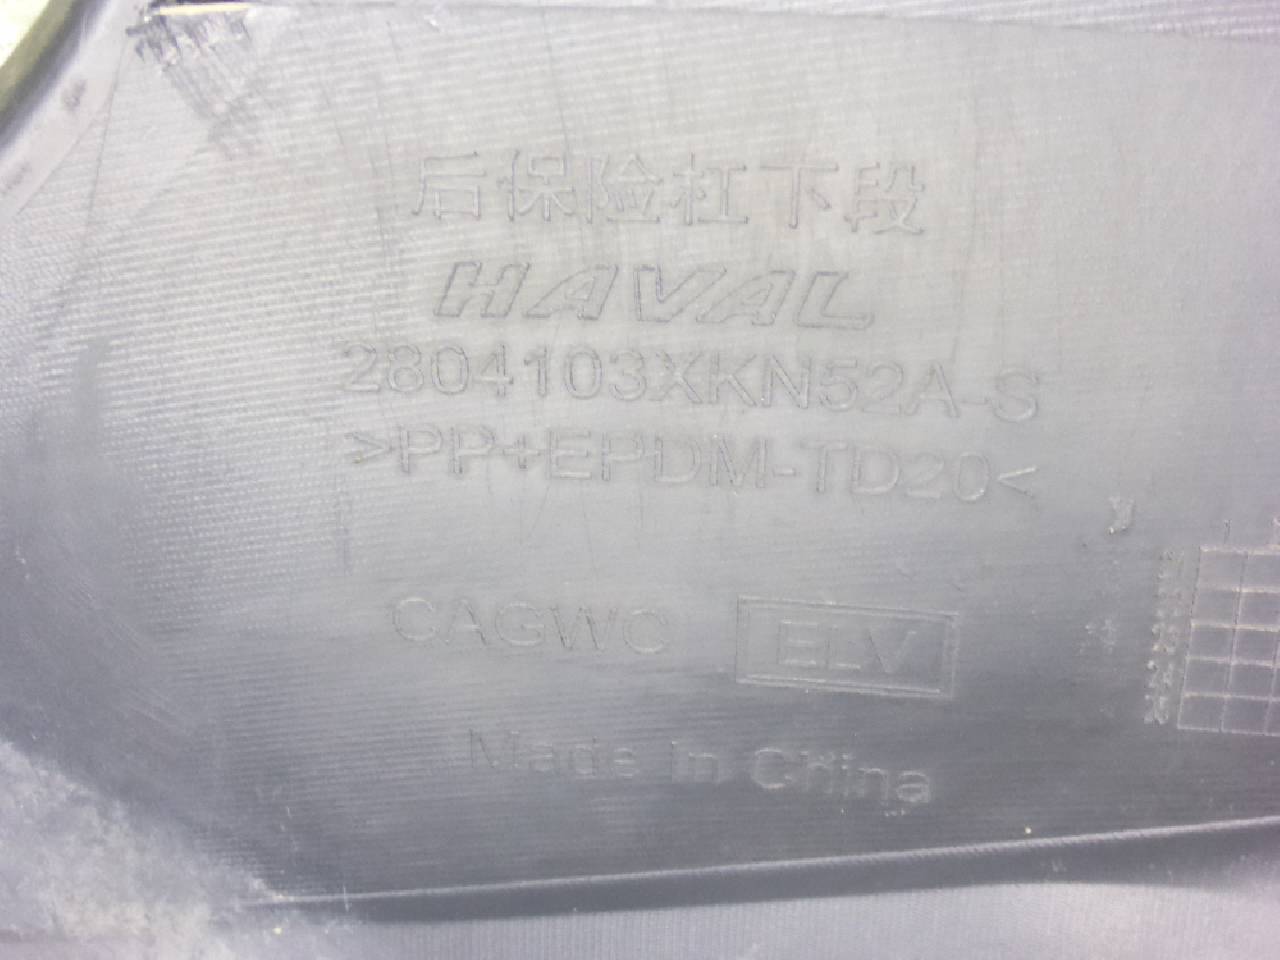 后保险杠下段
HAVAL
2804103XKN52A-S
>PP+EPDM-TD20<
CAGWC ELV
Made in China